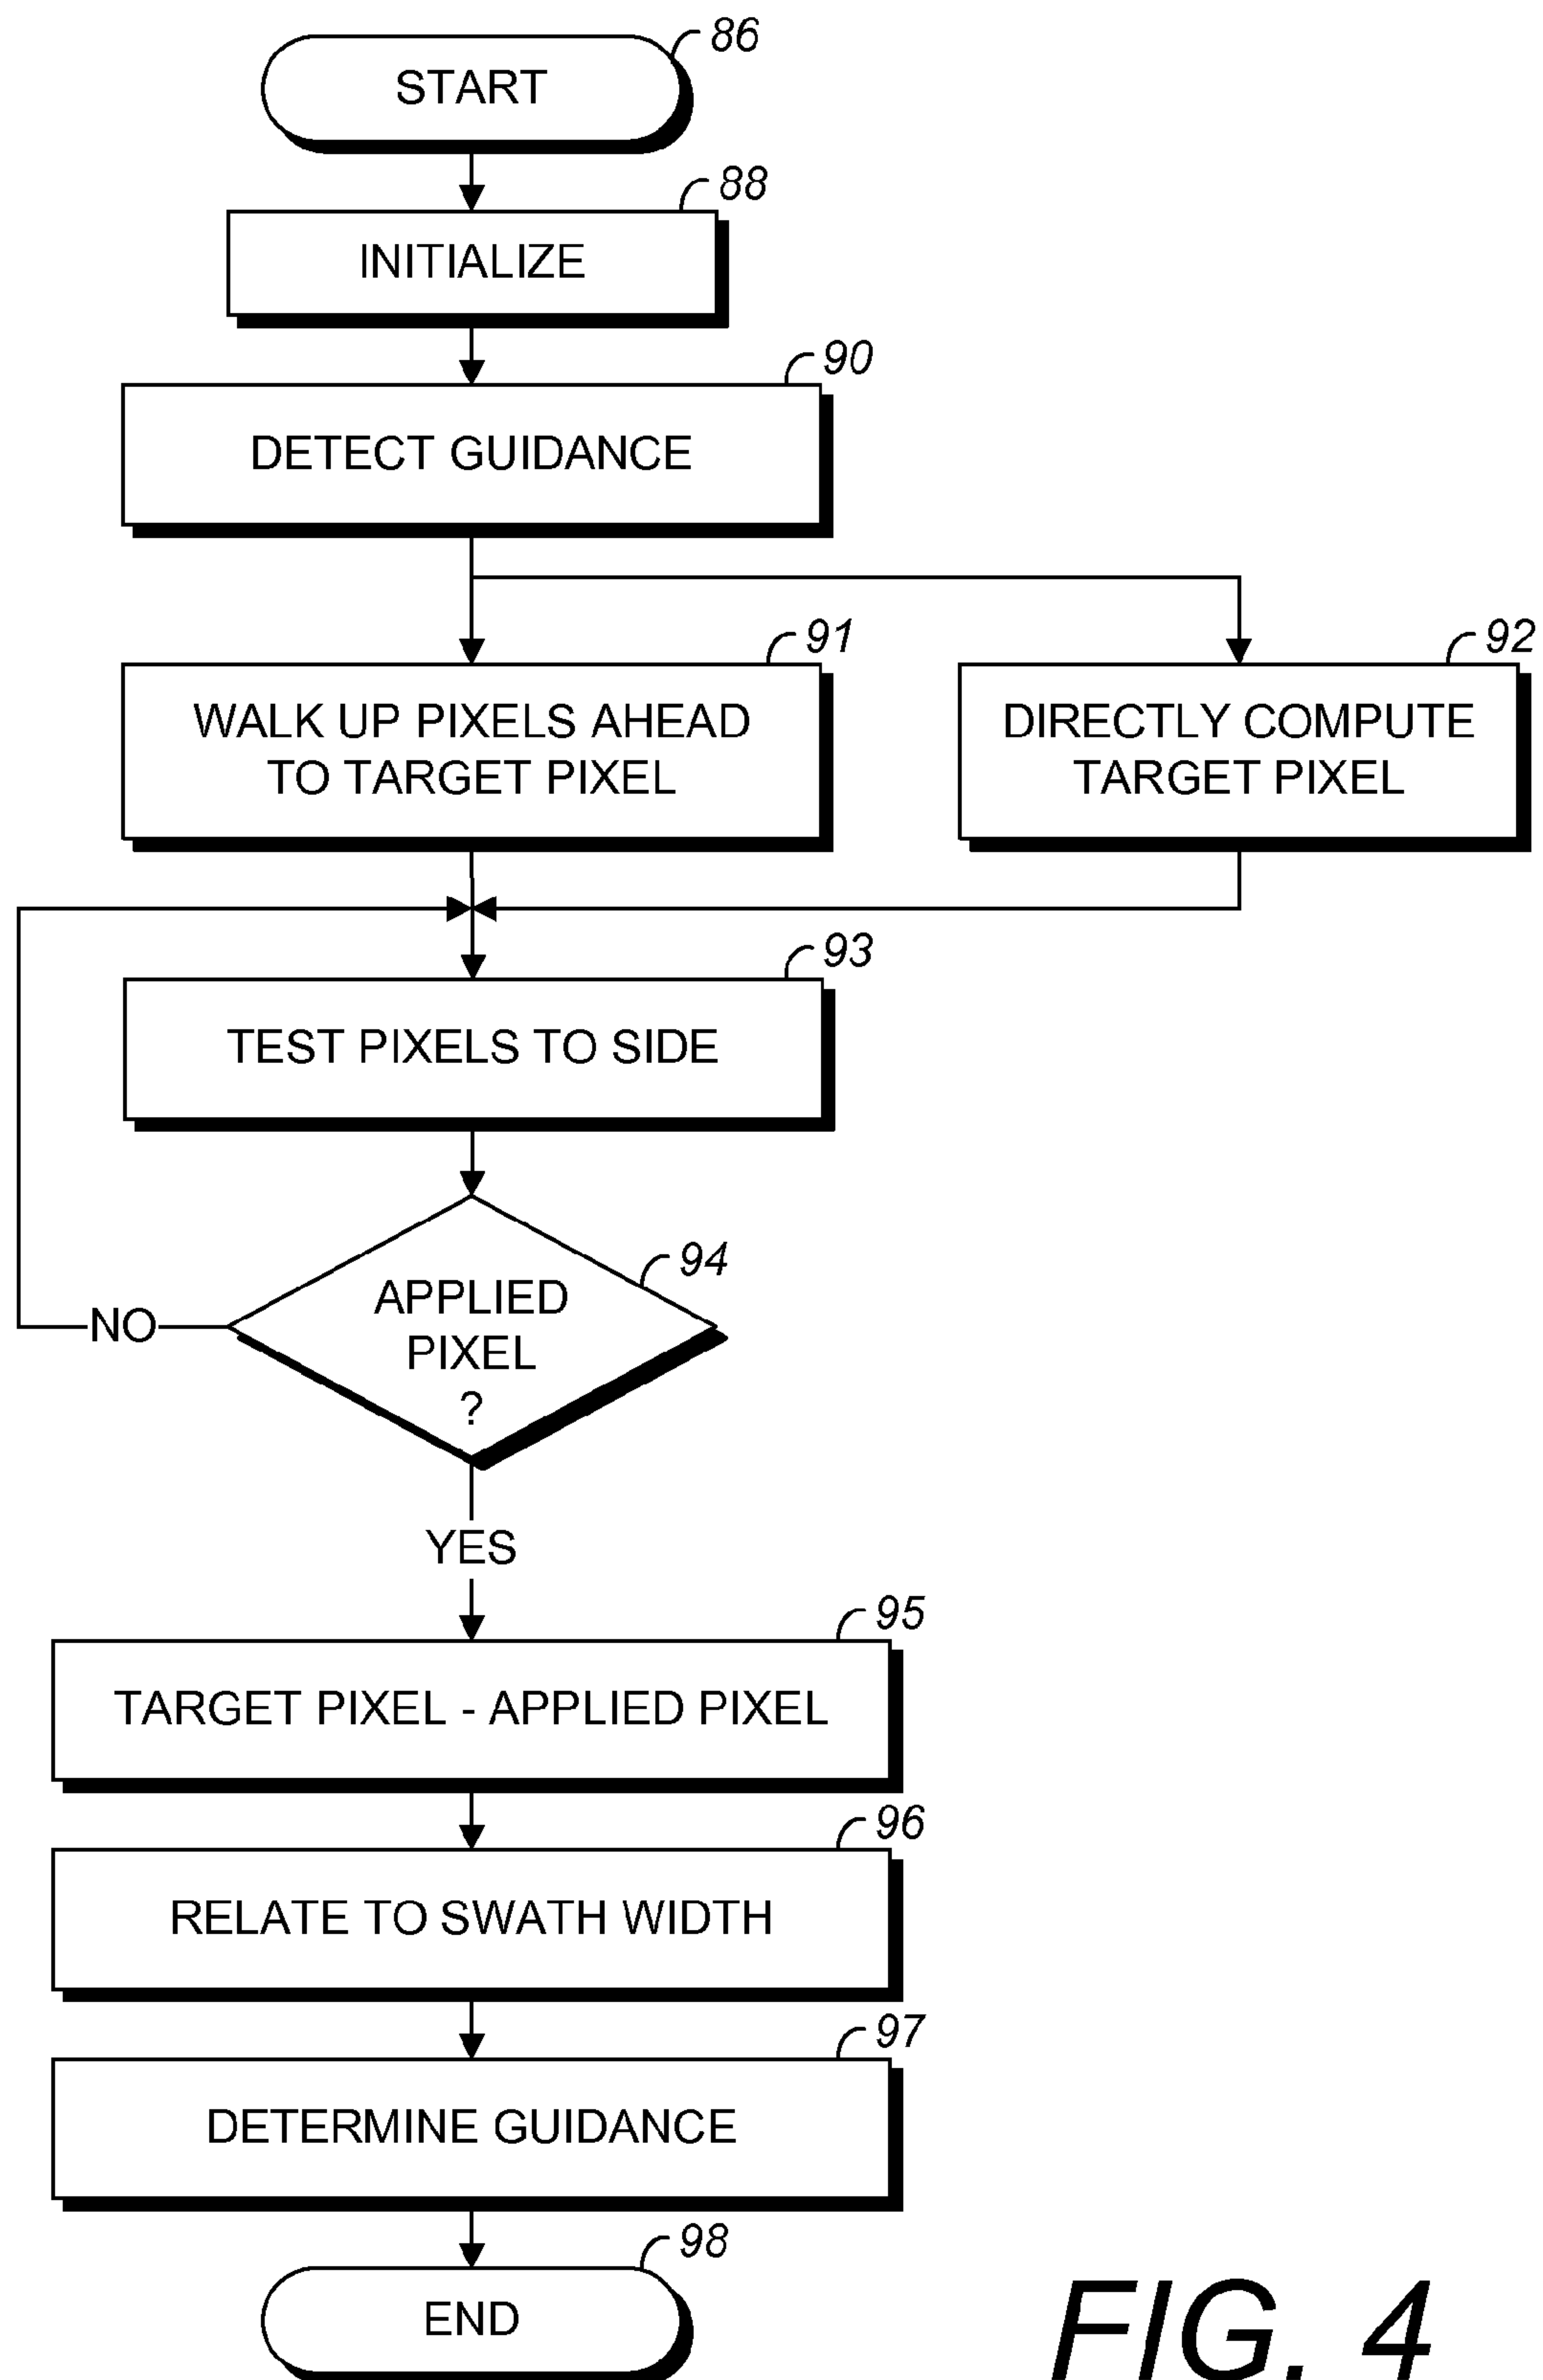 86
START
88
INITIALIZE
90
DETECT GUIDANCE
91
WALK UP PIXELS AHEAD
TO TARGET PIXEL
92
DIRECTLY COMPUTE
TARGET PIXEL
93
TEST PIXELS TO SIDE
94
APPLIED
PIXEL
?
NO
YES
95
TARGET PIXEL - APPLIED PIXEL
96
RELATE TO SWATH WIDTH
97
DETERMINE GUIDANCE
98
END
FIG. 4